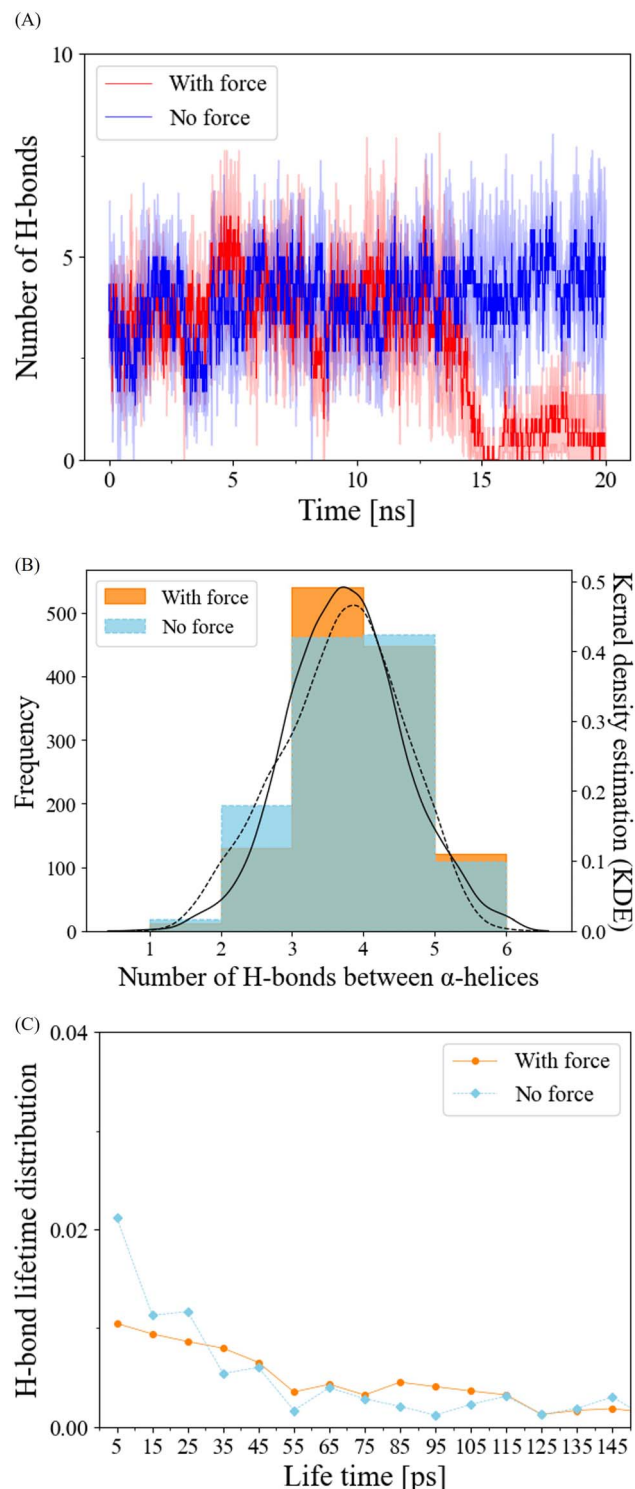 (A)
10
With force
No force
Number of H-bonds
5
0
0
5
10
15
20
Time [ns]
(B)
With force
No force
500
400
300
200
100
0
Frequency
0.5
0.4
0.3
0.2
0.1
0.0
Kernel density estimation (KDE)
1
2
3
4
5
6
Number of H-bonds between α-helices
(C)
0.04
With force
No force
H-bond lifetime distribution
0.02
0.00
5
15
25
35
45
55
65
75
85
95
105
115
125
135
145
Life time [ps]